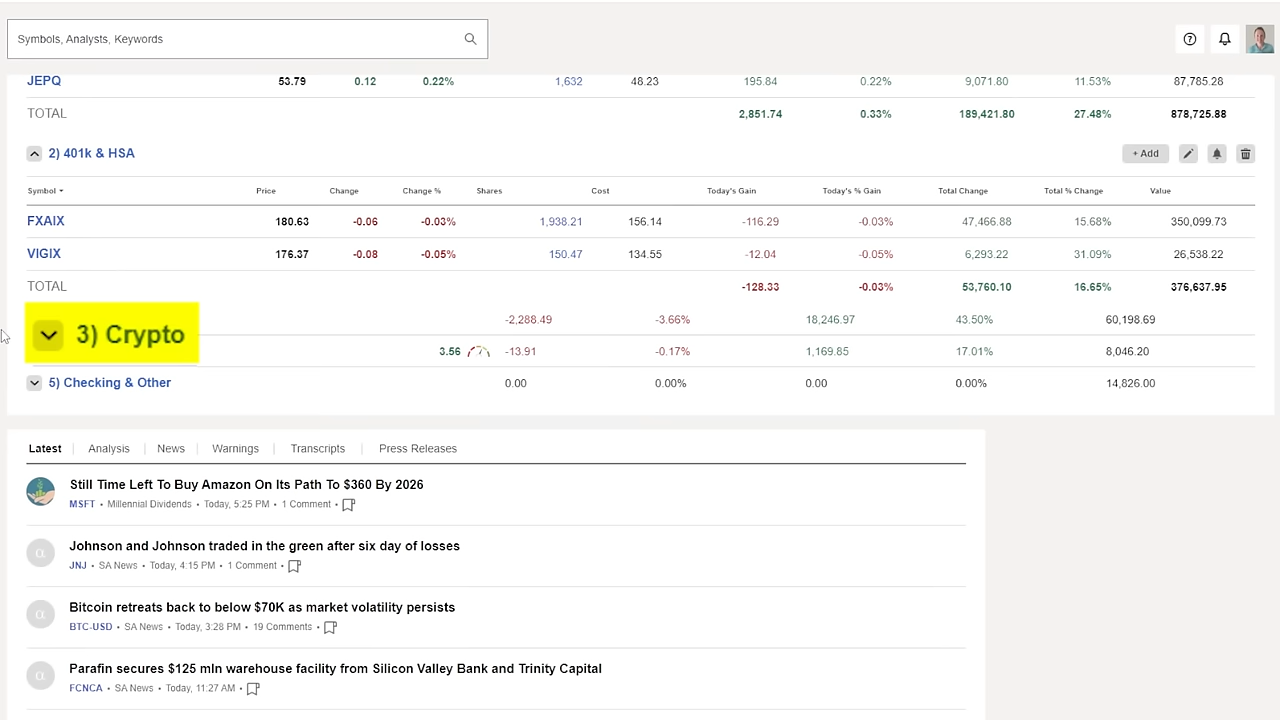 Symbols, Analysts, Keywords
JEPQ 53.79 0.12 0.22% 1,632 48.23 195.84 0.22% 9,071.80 11.53% 87,785.28
TOTAL 2,851.74 0.33% 189,421.80 27.48% 878,725.88
2) 401k & HSA + Add
Symbol Price Change Change % Shares Cost Today's Gain Today's % Gain Total Change Total % Change Value
FXAIX 180.63 -0.06 -0.03% 1,938.21 156.14 -116.29 -0.03% 47,466.88 15.68% 350,099.73
VIGIX 176.37 -0.08 -0.05% 150.47 134.55 -12.04 -0.05% 6,293.22 31.09% 26,538.22
TOTAL -128.33 -0.03% 53,760.10 16.65% 376,637.95
3) Crypto -2,288.49 -3.66% 18,246.97 43.50% 60,198.69
3.56 -13.91 -0.17% 1,169.85 17.01% 8,046.20
5) Checking & Other 0.00 0.00% 0.00 0.00% 14,826.00
Latest Analysis News Warnings Transcripts Press Releases
Still Time Left To Buy Amazon On Its Path To $360 By 2026
MSFT • Millennial Dividends • Today, 5:25 PM • 1 Comment •
Johnson and Johnson traded in the green after six day of losses
α JNJ • SA News • Today, 4:15 PM • 1 Comment •
Bitcoin retreats back to below $70K as market volatility persists
α BTC-USD • SA News • Today, 3:28 PM • 19 Comments •
Parafin secures $125 mln warehouse facility from Silicon Valley Bank and Trinity Capital
α FCNCA • SA News • Today, 11:27 AM •